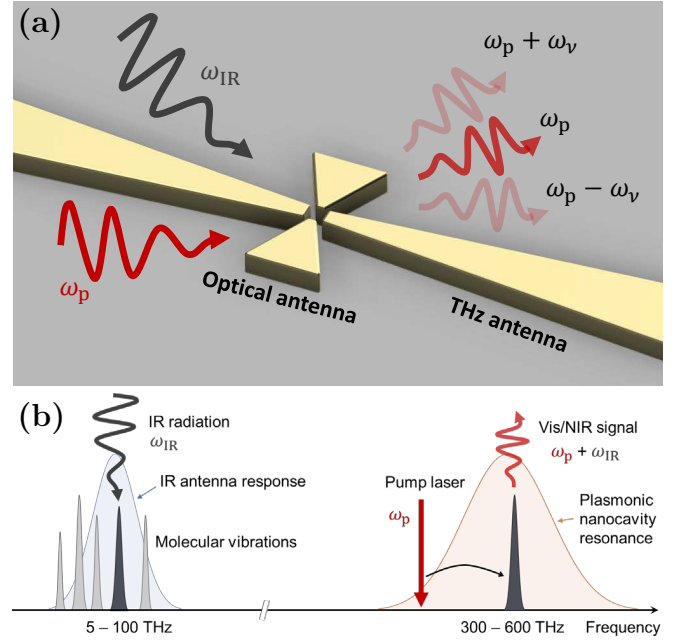 (a)
ω_IR
ω_p + ω_ν
ω_p
ω_p − ω_ν
ω_p
Optical antenna
THz antenna
(b)
IR radiation
ω_IR
IR antenna response
Molecular vibrations
Pump laser
ω_p
Vis/NIR signal
ω_p + ω_IR
Plasmonic
nanocavity
resonance
5 – 100 THz
300 – 600 THz
Frequency